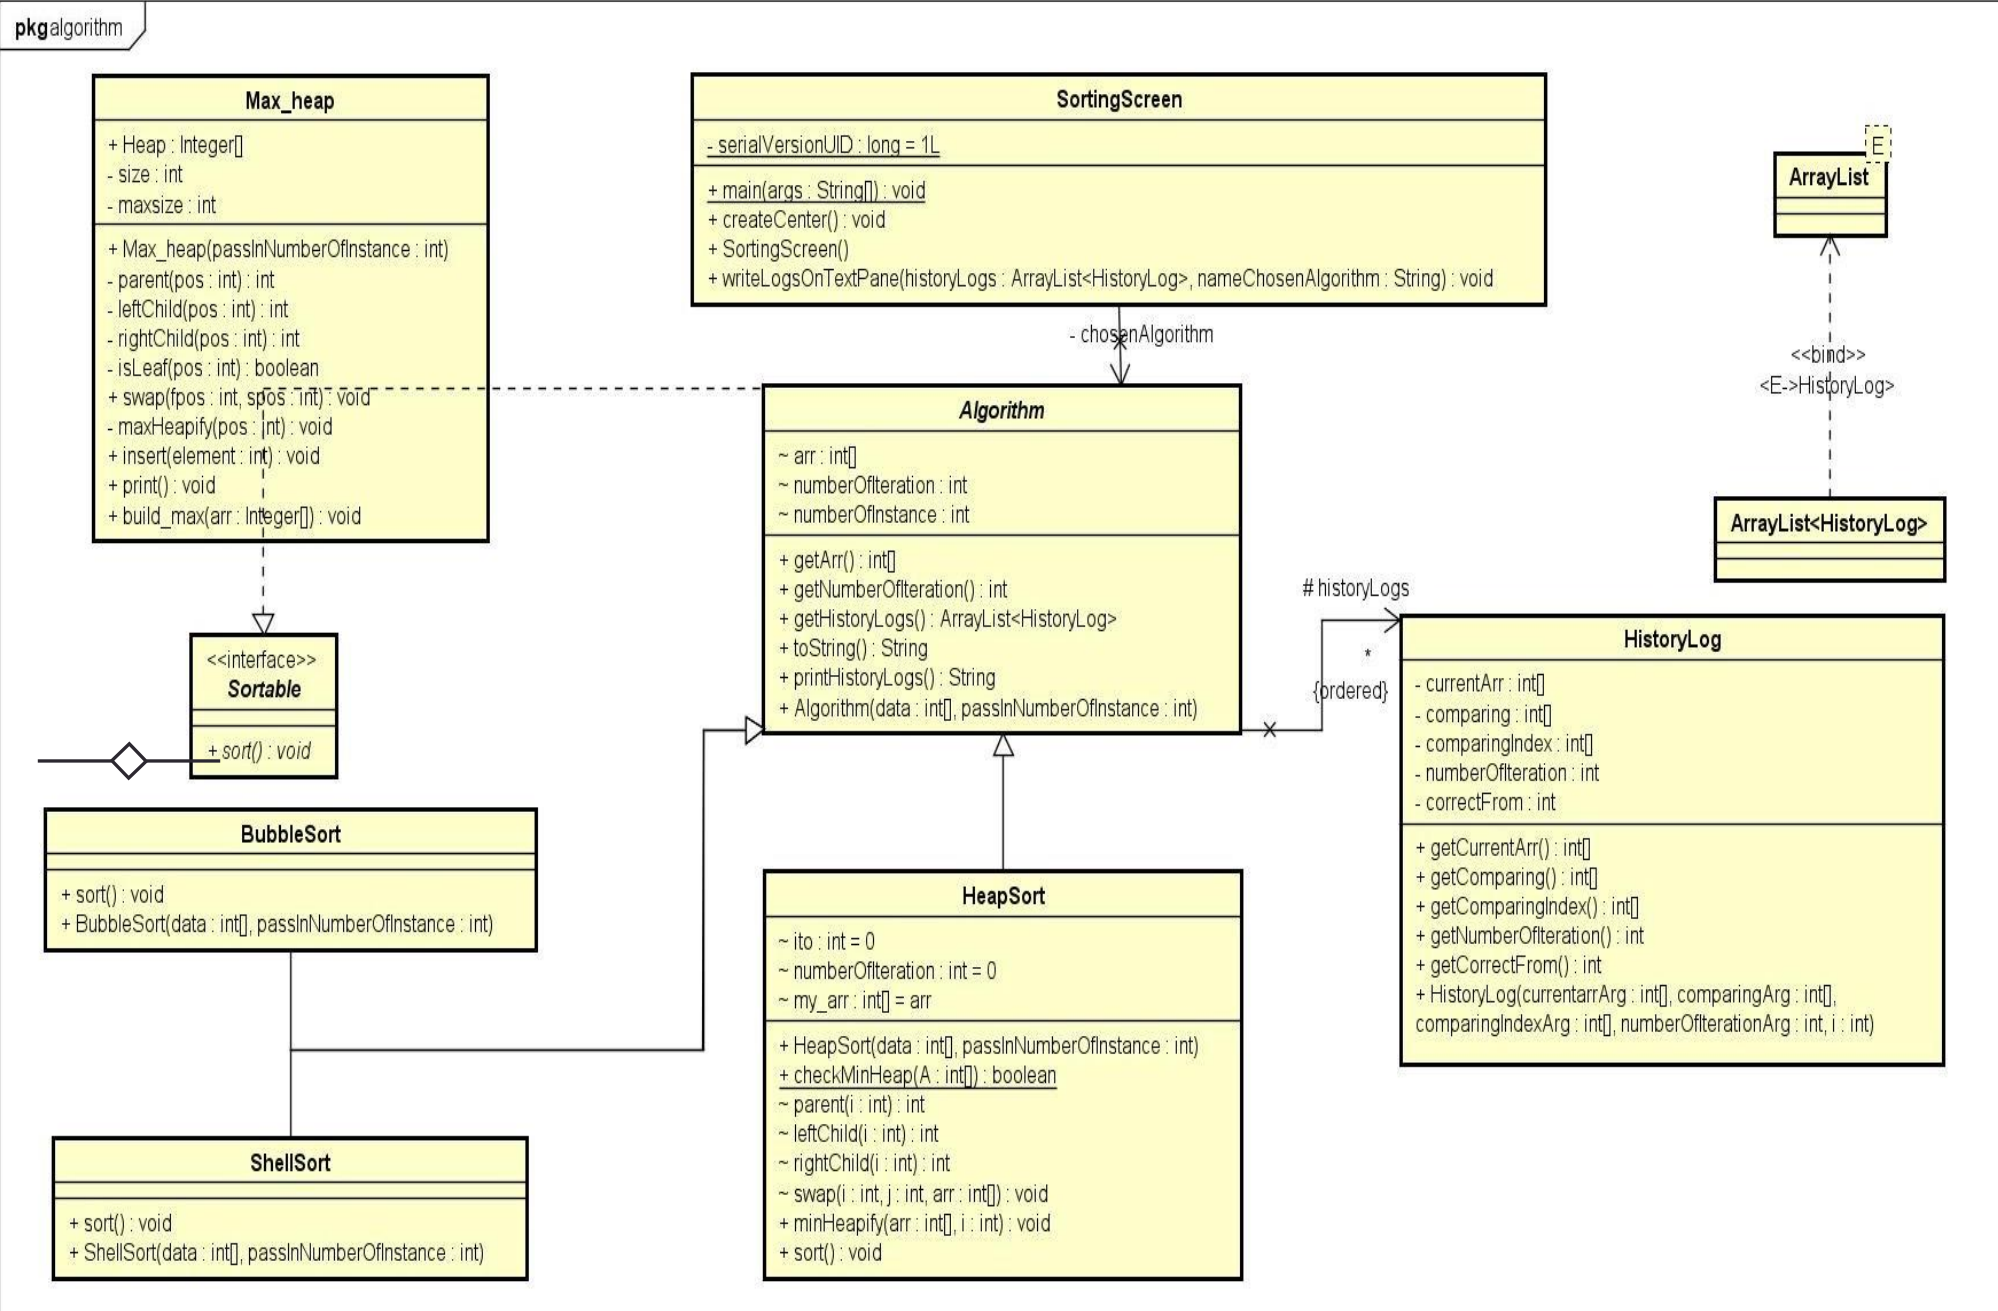 pkg algorithm
Max_heap
+ Heap : Integer[]
- size : int
- maxsize : int
+ Max_heap(passInNumberOfInstance : int)
- parent(pos : int) : int
- leftChild(pos : int) : int
- rightChild(pos : int) : int
- isLeaf(pos : int) : boolean
+ swap(fpos : int, spos : int) : void
- maxHeapify(pos : int) : void
+ insert(element : int) : void
+ print() : void
+ build_max(arr : Integer[]) : void
SortingScreen
- serialVersionUID : long = 1L
+ main(args : String[]) : void
+ createCenter() : void
+ SortingScreen()
+ writeLogsOnTextPane(historyLogs : ArrayList<HistoryLog>, nameChosenAlgorithm : String) : void
- chosenAlgorithm
E
ArrayList
<<bind>>
<E->HistoryLog>
ArrayList<HistoryLog>
Algorithm
~ arr : int[]
~ numberOfIteration : int
~ numberOfInstance : int
+ getArr() : int[]
+ getNumberOfIteration() : int
+ getHistoryLogs() : ArrayList<HistoryLog>
+ toString() : String
+ printHistoryLogs() : String
+ Algorithm(data : int[], passInNumberOfInstance : int)
# historyLogs
*
{ordered}
<<interface>>
Sortable
+ sort() : void
HistoryLog
- currentArr : int[]
- comparing : int[]
- comparingIndex : int[]
- numberOfIteration : int
- correctFrom : int
+ getCurrentArr() : int[]
+ getComparing() : int[]
+ getComparingIndex() : int[]
+ getNumberOfIteration() : int
+ getCorrectFrom() : int
+ HistoryLog(currentarrArg : int[], comparingArg : int[],
comparingIndexArg : int[], numberOfIterationArg : int, i : int)
BubbleSort
+ sort() : void
+ BubbleSort(data : int[], passInNumberOfInstance : int)
HeapSort
~ ito : int = 0
~ numberOfIteration : int = 0
~ my_arr : int[] = arr
+ HeapSort(data : int[], passInNumberOfInstance : int)
+ checkMinHeap(A : int[]) : boolean
~ parent(i : int) : int
~ leftChild(i : int) : int
~ rightChild(i : int) : int
~ swap(i : int, j : int, arr : int[]) : void
+ minHeapify(arr : int[], i : int) : void
+ sort() : void
ShellSort
+ sort() : void
+ ShellSort(data : int[], passInNumberOfInstance : int)